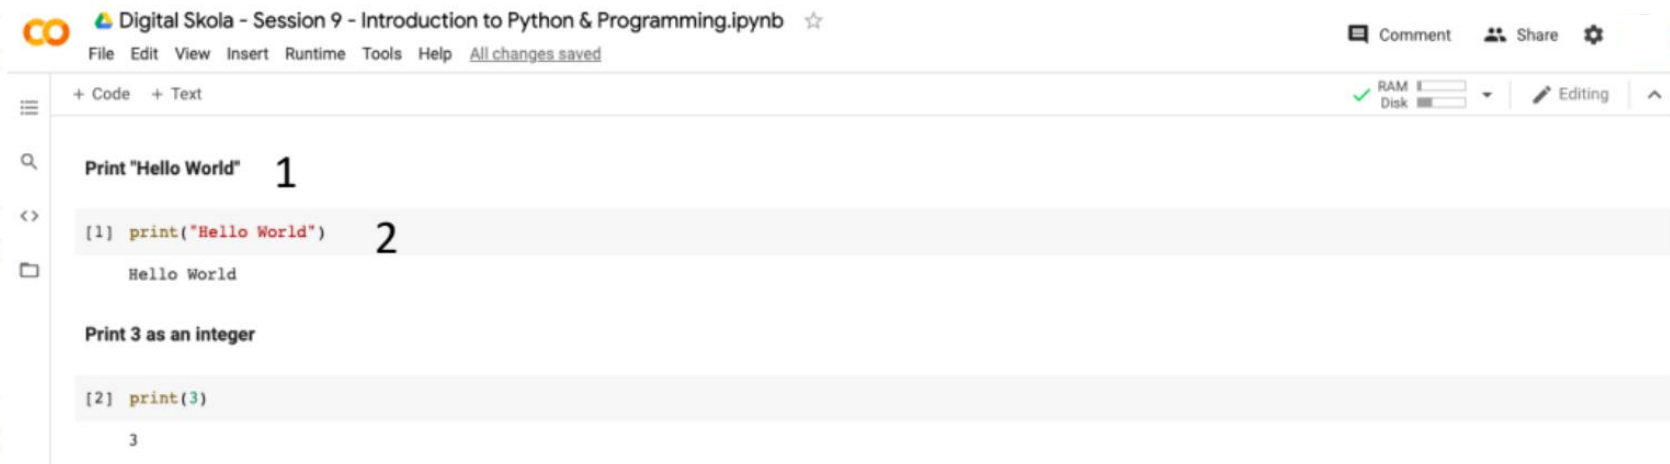 Digital Skola - Session 9 - Introduction to Python & Programming.ipynb
File Edit View Insert Runtime Tools Help All changes saved
Comment Share
+ Code + Text
RAM
Disk
Editing
Print "Hello World" 1
[1] print("Hello World") 2
Hello World
Print 3 as an integer
[2] print(3)
3